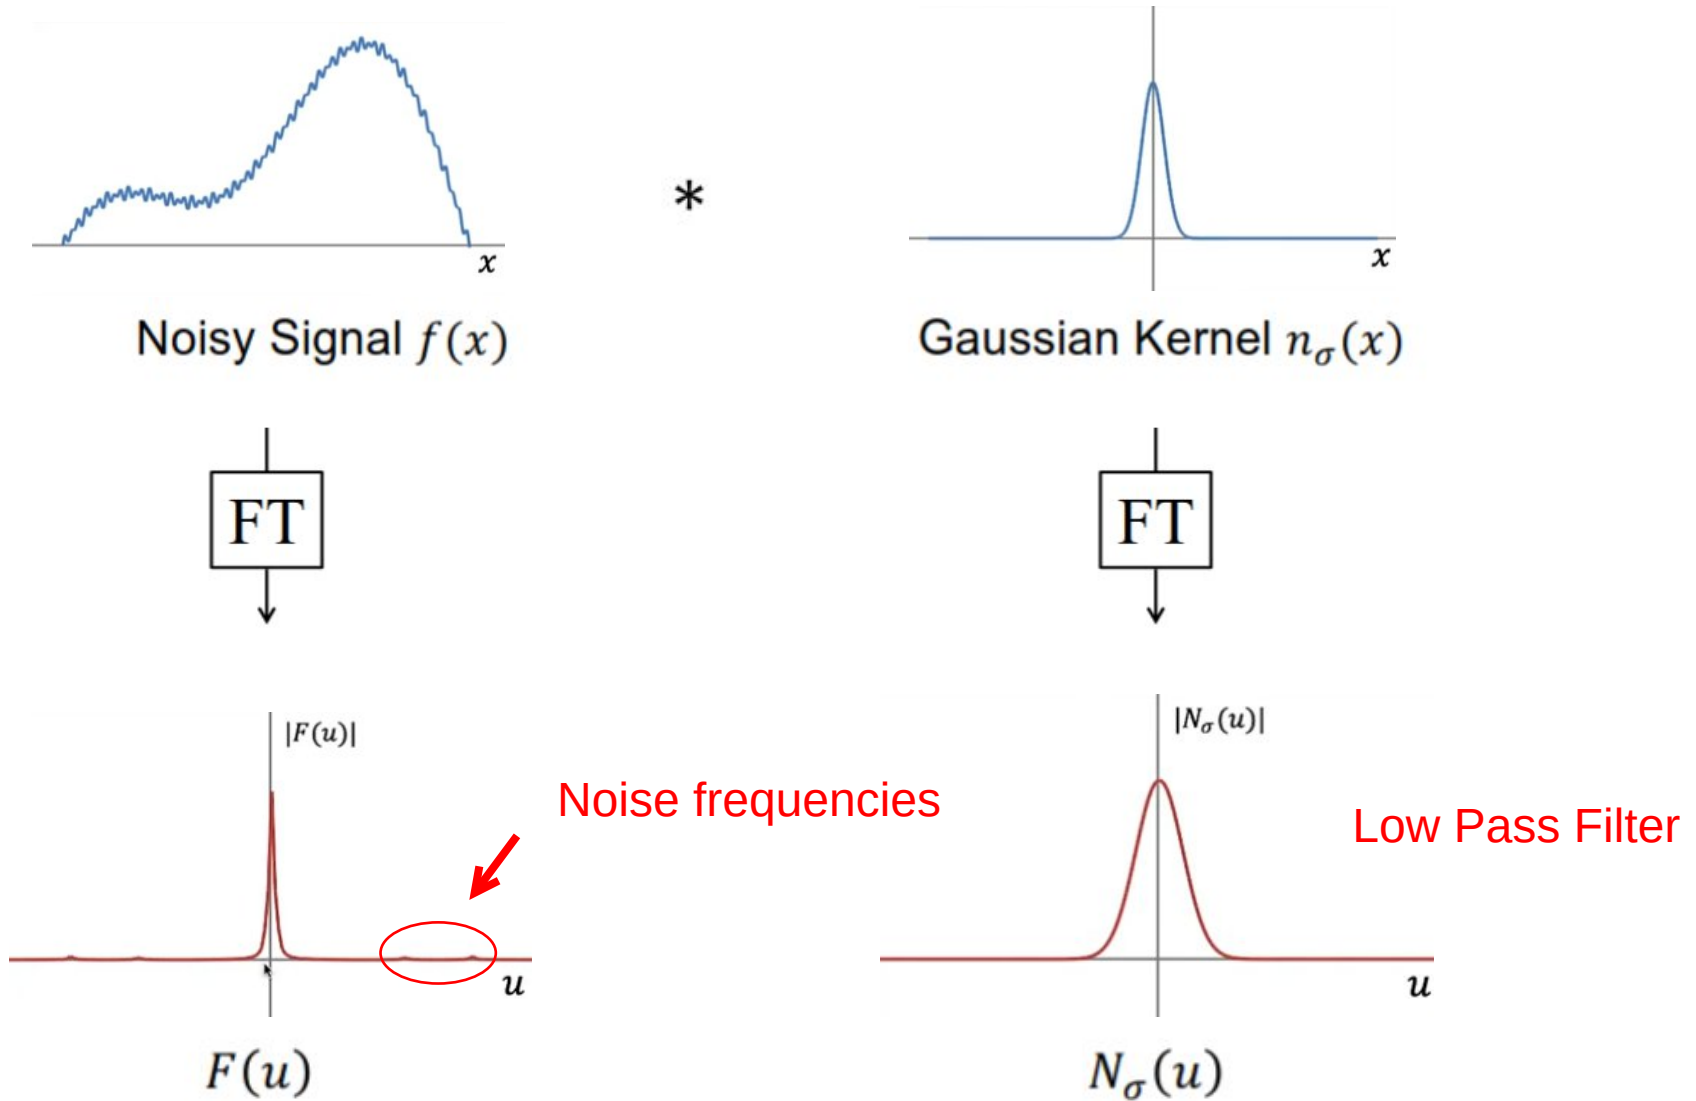 x
*
x
Noisy Signal f(x)
Gaussian Kernel nσ(x)
FT
FT
|F(u)|
|Nσ(u)|
Noise frequencies
Low Pass Filter
u
u
F(u)
Nσ(u)